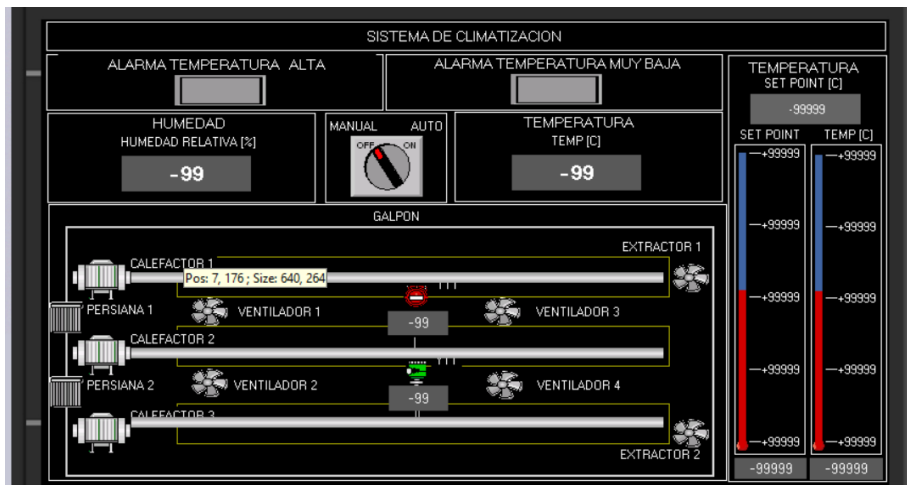 SISTEMA DE CLIMATIZACION
ALARMA TEMPERATURA ALTA
ALARMA TEMPERATURA MUY BAJA
TEMPERATURA
SET POINT [C]
-99999
HUMEDAD
HUMEDAD RELATIVA [%]
-99
MANUAL AUTO
OFF ON
TEMPERATURA
TEMP [C]
-99
SET POINT TEMP [C]
+99999 +99999
+99999 +99999
+99999 +99999
+99999 +99999
+99999 +99999
-99999 -99999
GALPON
EXTRACTOR 1
CALEFACTOR 1
Pos: 7, 176 ; Size: 640, 264
PERSIANA 1
VENTILADOR 1
-99
VENTILADOR 3
CALEFACTOR 2
PERSIANA 2
VENTILADOR 2
-99
VENTILADOR 4
CALEFACTOR 3
EXTRACTOR 2